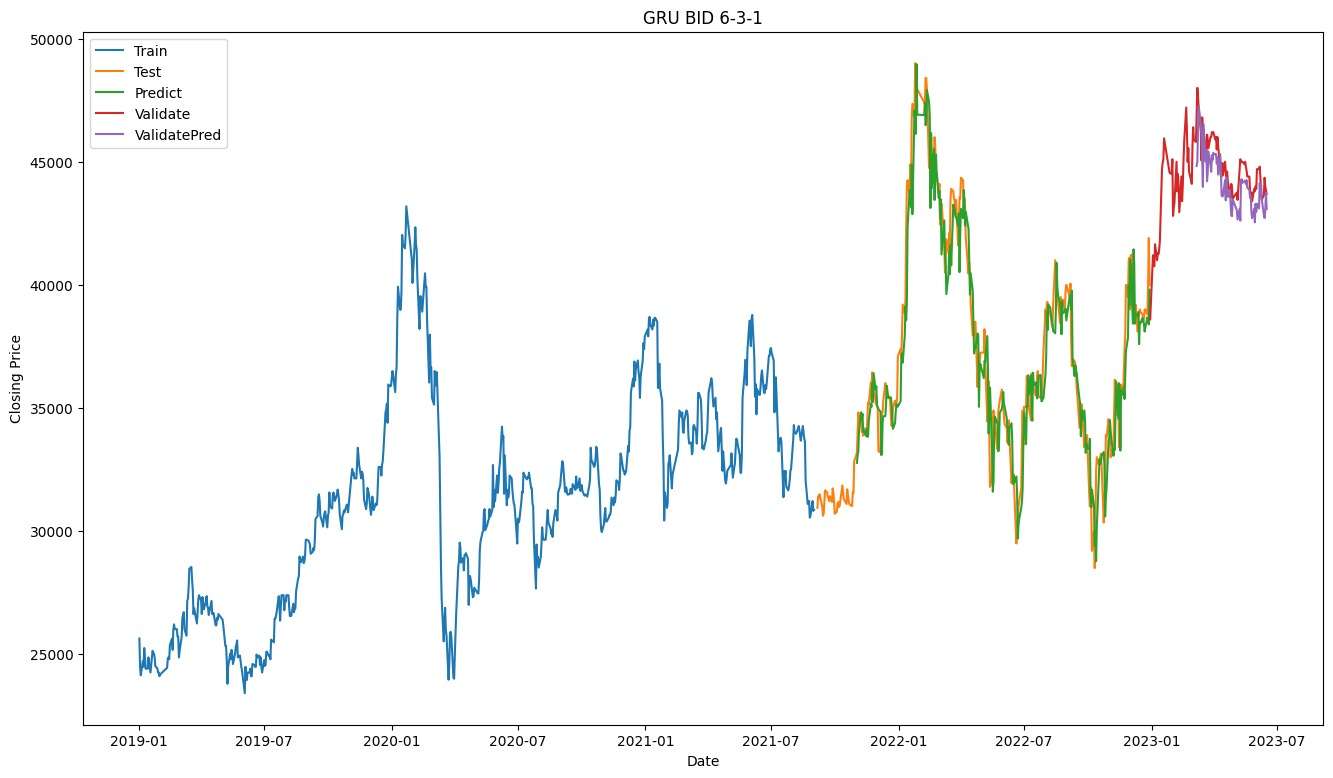 GRU BID 6-3-1
50000
45000
40000
35000
30000
25000
Closing Price
Train
Test
Predict
Validate
ValidatePred
2019-01
2019-07
2020-01
2020-07
2021-01
2021-07
2022-01
2022-07
2023-01
2023-07
Date